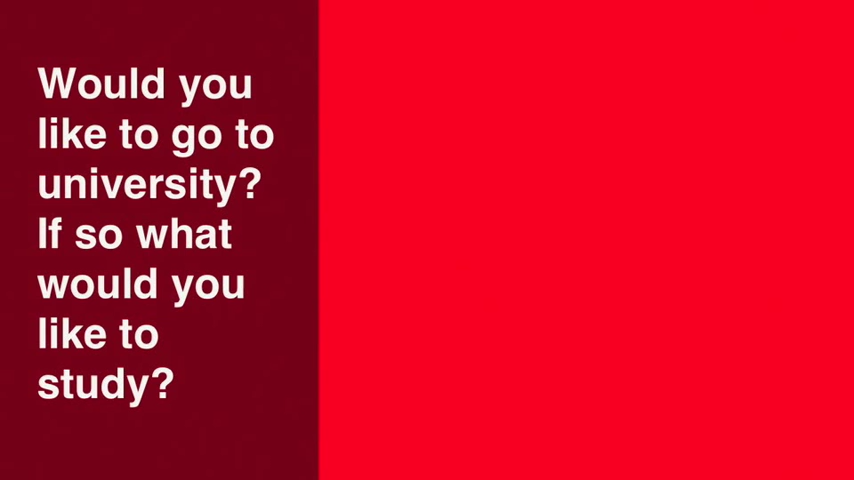 Would you
like to go to
university?
If so what
would you
like to
study?